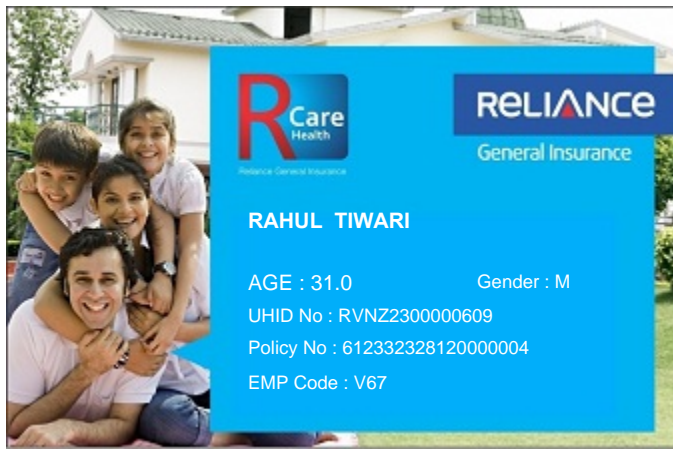 RCare
Health
Reliance General Insurance
RELIANCE
General Insurance
RAHUL TIWARI
AGE : 31.0
Gender : M
UHID No : RVNZ2300000609
Policy No : 612332328120000004
EMP Code : V67